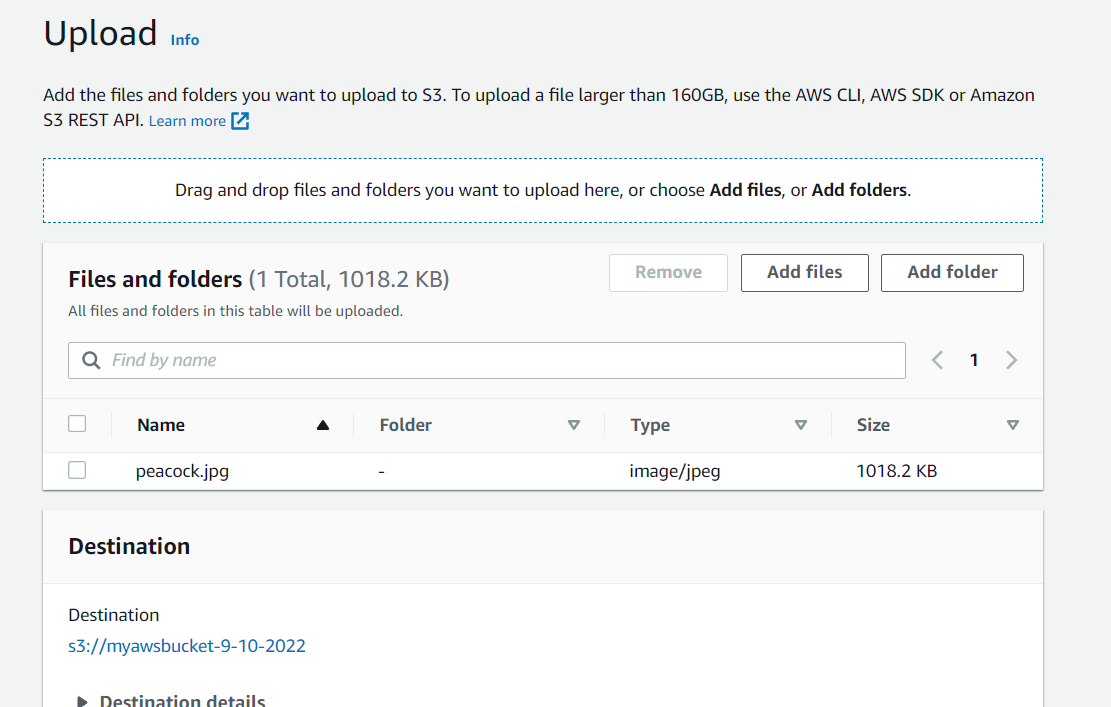 Upload Info
Add the files and folders you want to upload to S3. To upload a file larger than 160GB, use the AWS CLI, AWS SDK or Amazon
S3 REST API. Learn more
Drag and drop files and folders you want to upload here, or choose Add files, or Add folders.
Files and folders (1 Total, 1018.2 KB)
Remove Add files Add folder
All files and folders in this table will be uploaded.
Find by name
1
Name Folder Type Size
peacock.jpg - image/jpeg 1018.2 KB
Destination
Destination
s3://myawsbucket-9-10-2022
Destination details